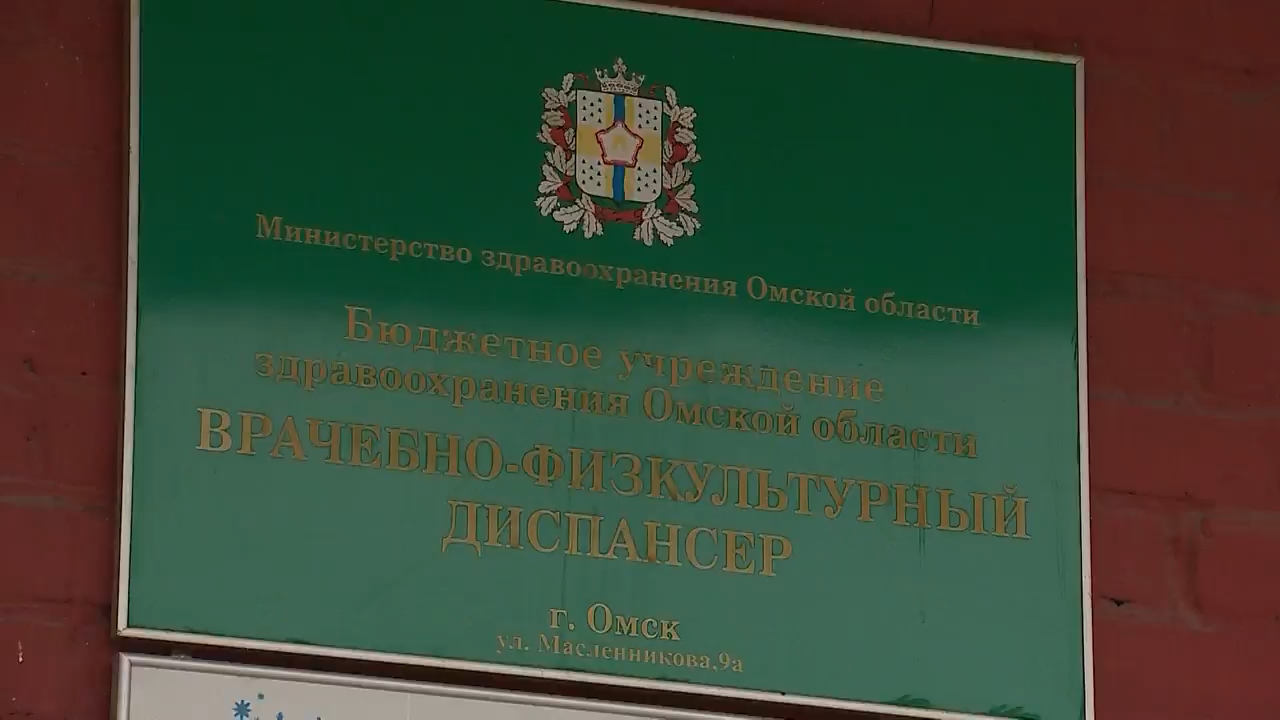 Министерство здравоохранения Омской области
Бюджетное учреждение
здравоохранения Омской области
ВРАЧЕБНО-ФИЗКУЛЬТУРНЫЙ
ДИСПАНСЕР
г. Омск
ул. Масленникова,9а